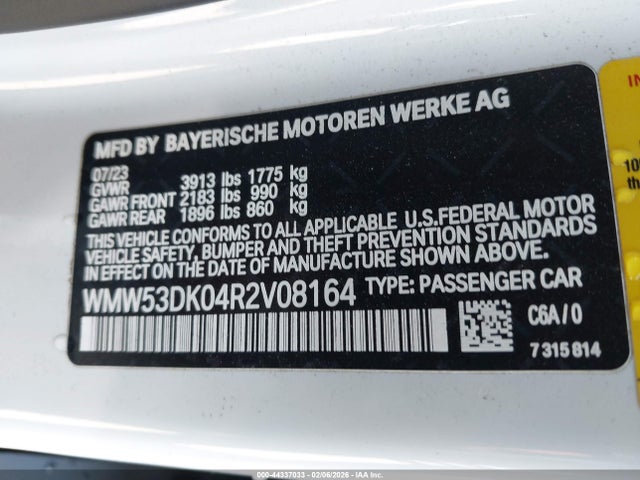 MFD BY BAYERISCHE MOTOREN WERKE AG
07/23
GVWR 3913 lbs 1775 kg
GAWR FRONT 2183 lbs 990 kg
GAWR REAR 1896 lbs 860 kg
THIS VEHICLE CONFORMS TO ALL APPLICABLE U.S.FEDERAL MOTOR
VEHICLE SAFETY, BUMPER AND THEFT PREVENTION STANDARDS
IN EFFECT ON THE DATE OF MANUFACTURE SHOWN ABOVE.
WMW53DK04R2V08164 TYPE: PASSENGER CAR
C6A/0
7315814
000-44337033 - 02/06/2026 - IAA Inc.